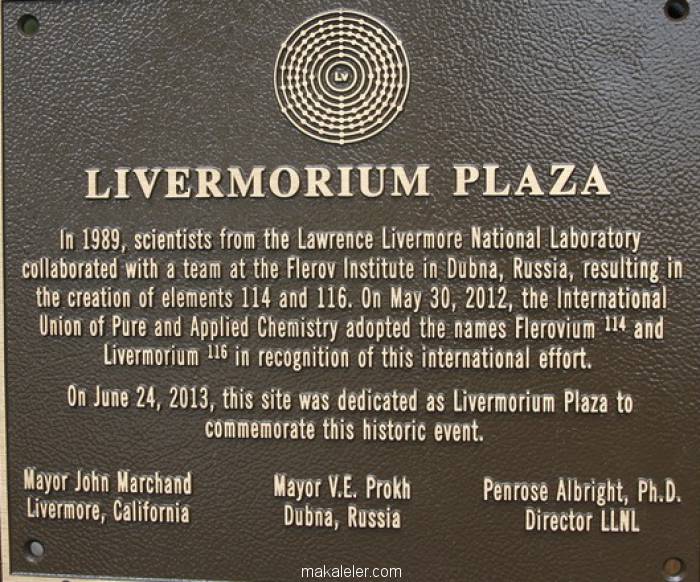 Lv
LIVERMORIUM PLAZA
In 1989, scientists from the Lawrence Livermore National Laboratory
collaborated with a team at the Flerov Institute in Dubna, Russia, resulting in
the creation of elements 114 and 116. On May 30, 2012, the International
Union of Pure and Applied Chemistry adopted the names Flerovium ¹¹⁴ and
Livermorium ¹¹⁶ in recognition of this international effort.
On June 24, 2013, this site was dedicated as Livermorium Plaza to
commemorate this historic event.
Mayor John Marchand
Livermore, California
Mayor V.E. Prokh
Dubna, Russia
Penrose Albright, Ph.D.
Director LLNL
makaleler.com